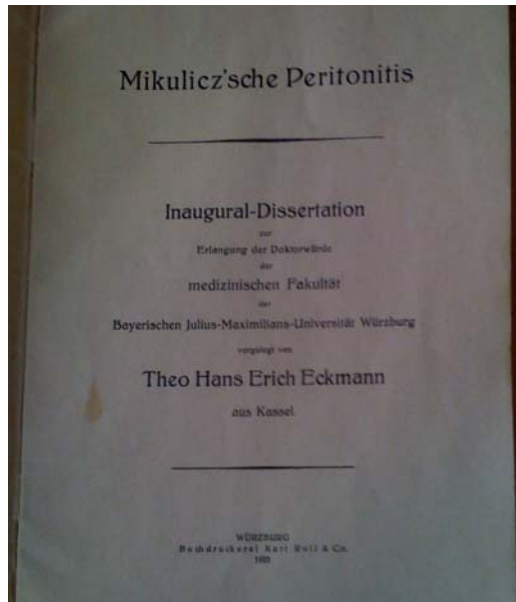 Mikulicz'sche Peritonitis
Inaugural-Dissertation
zur
Erlangung der Doktorwürde
der
medizinischen Fakultät
der
Bayerischen Julius-Maximilians-Universität Würzburg
vorgelegt von
Theo Hans Erich Eckmann
aus Kassel.
WÜRZBURG
Buchdruckerei Karl & Co.